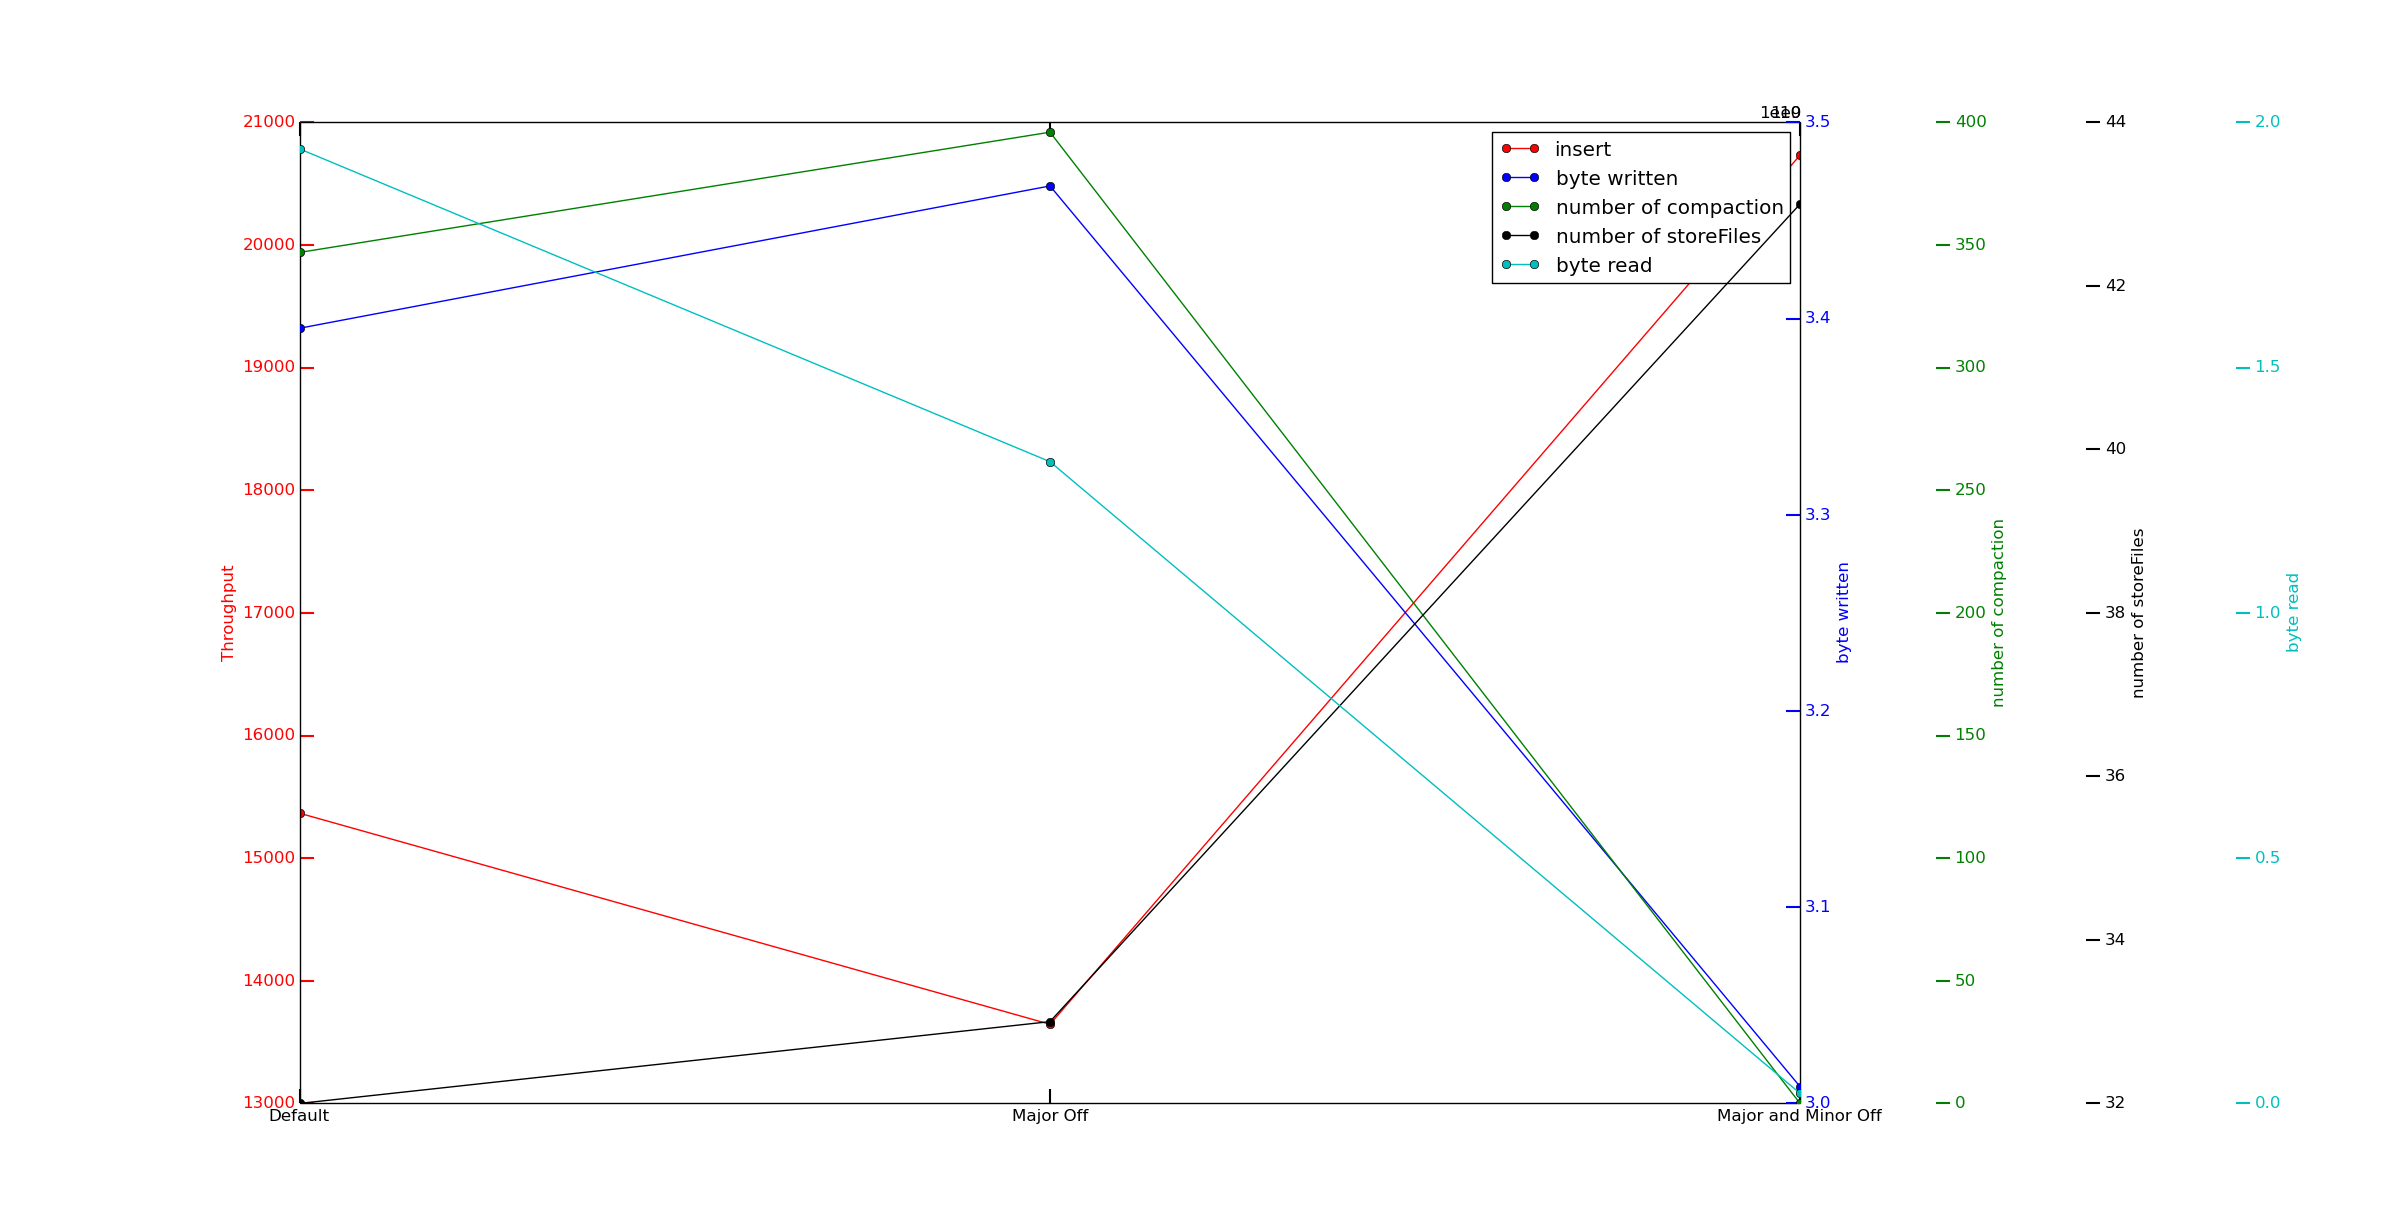 21000
20000
19000
18000
17000
16000
15000
14000
13000
Throughput
Default
Major Off
Major and Minor Off
insert
byte written
number of compaction
number of storeFiles
byte read
3.5
3.4
3.3
3.2
3.1
3.0
byte written
400
350
300
250
200
150
100
50
0
number of compaction
44
42
40
38
36
34
32
number of storeFiles
2.0
1.5
1.0
0.5
0.0
byte read